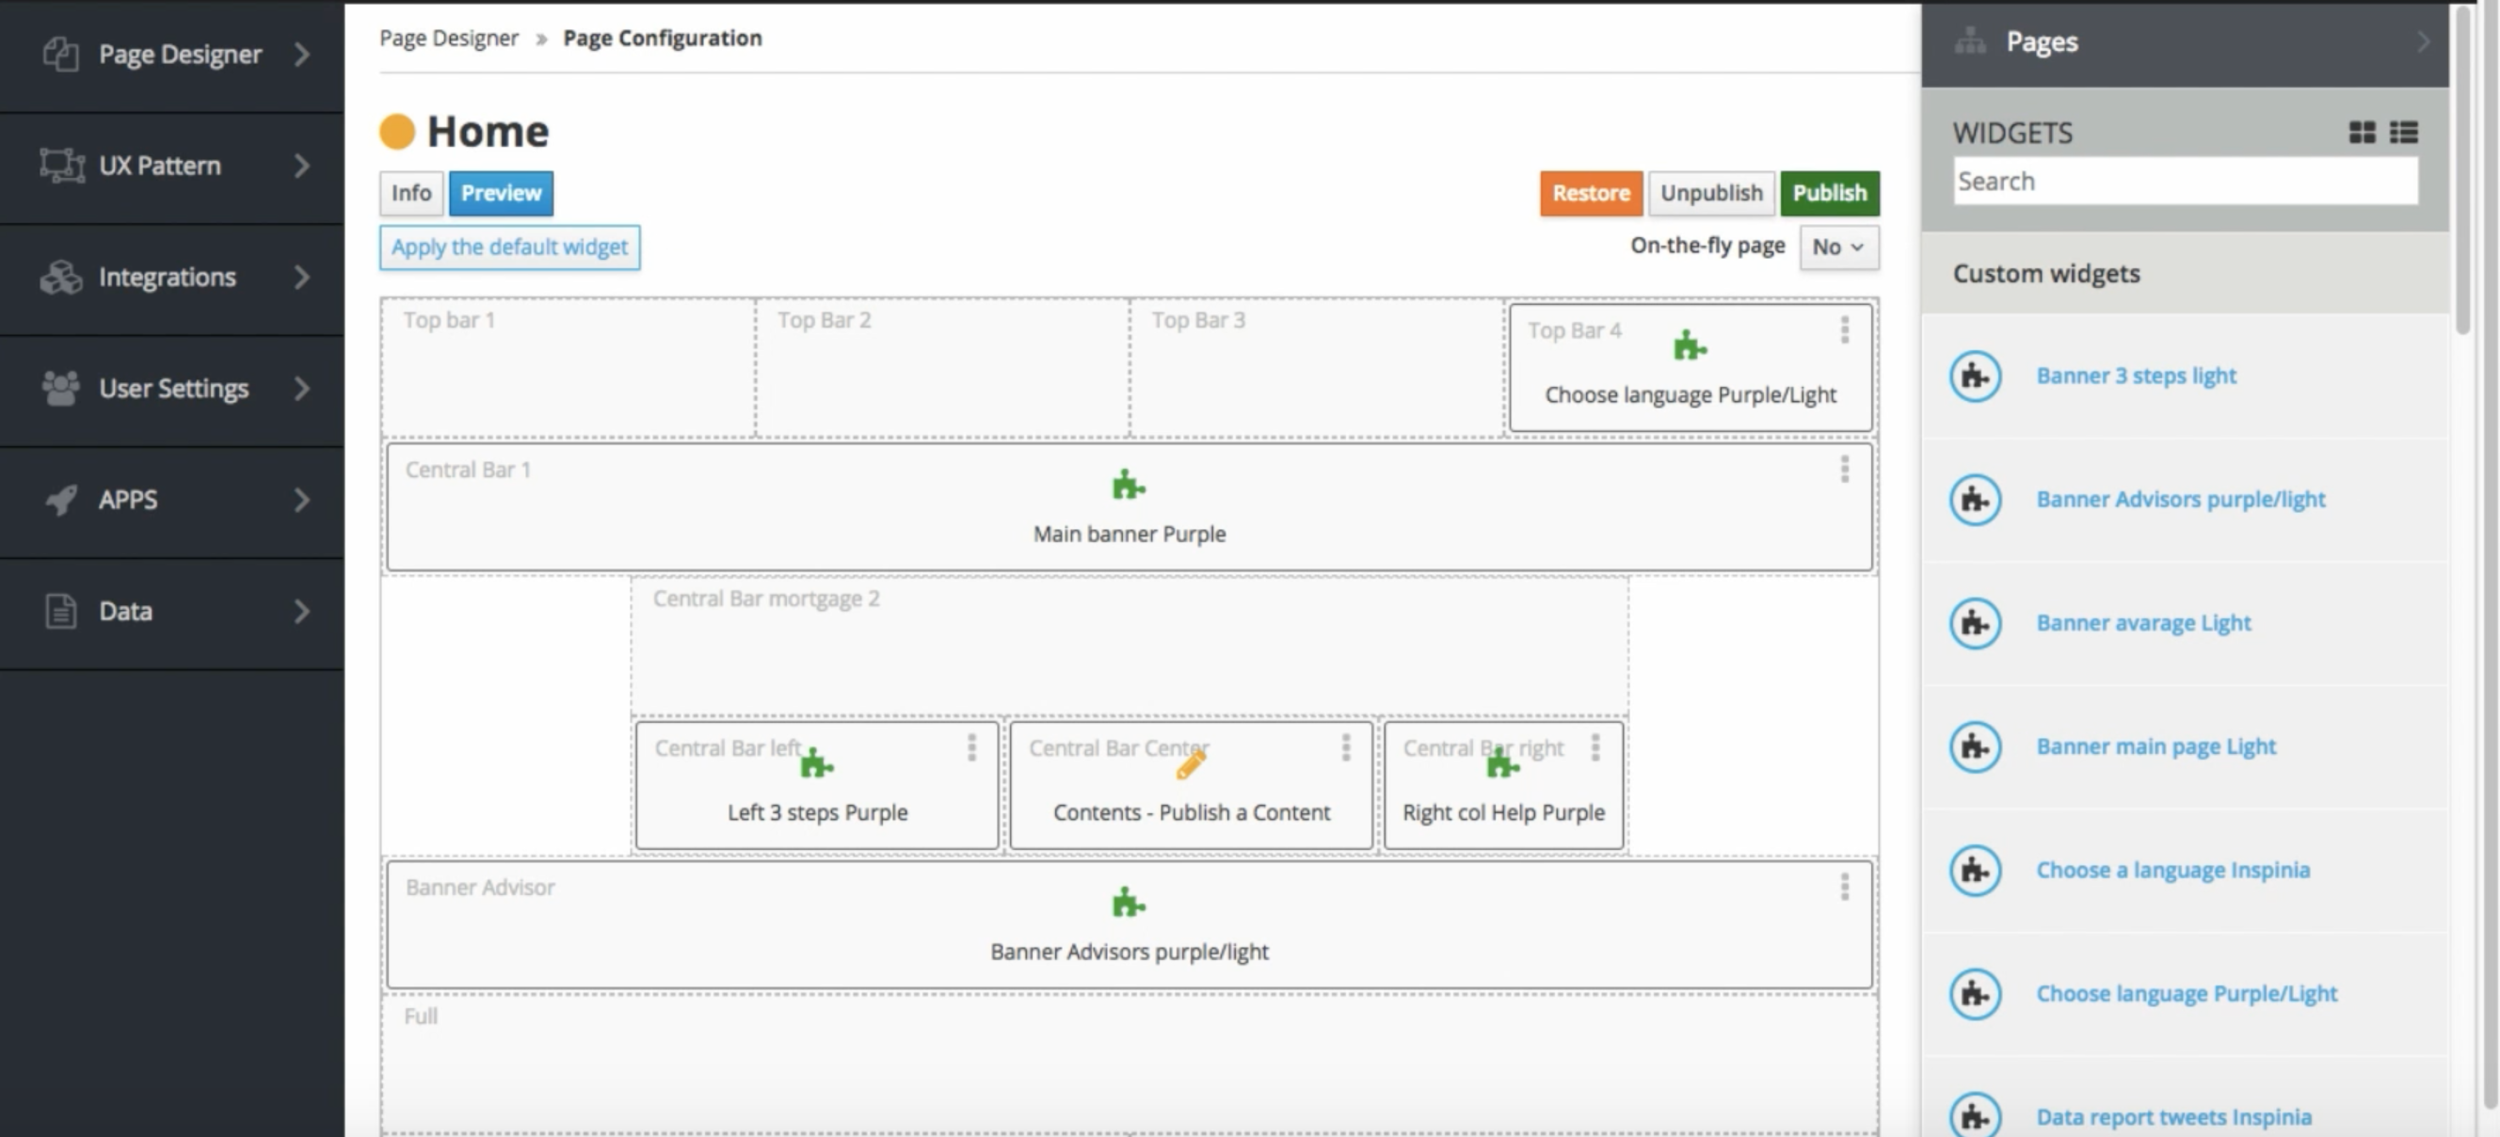 Page Designer
UX Pattern
Integrations
User Settings
APPS
Data
Page Designer » Page Configuration
Home
Info Preview
Restore Unpublish Publish
Apply the default widget
On-the-fly page No
Top bar 1 Top Bar 2 Top Bar 3 Top Bar 4
Choose language Purple/Light
Central Bar 1
Main banner Purple
Central Bar mortgage 2
Central Bar left Central Bar Center Central Bar right
Left 3 steps Purple Contents - Publish a Content Right col Help Purple
Banner Advisor
Banner Advisors purple/light
Full
Pages
WIDGETS
Search
Custom widgets
Banner 3 steps light
Banner Advisors purple/light
Banner avarage Light
Banner main page Light
Choose a language Inspinia
Choose language Purple/Light
Data report tweets Inspinia